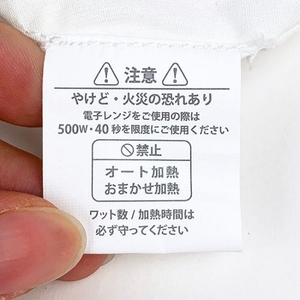 注意
やけど・火災の恐れあり
電子レンジをご使用の際は
500W・40秒を限度にご使用ください
禁止
オート加熱
おまかせ加熱
ワット数/加熱時間は
必ず守ってください